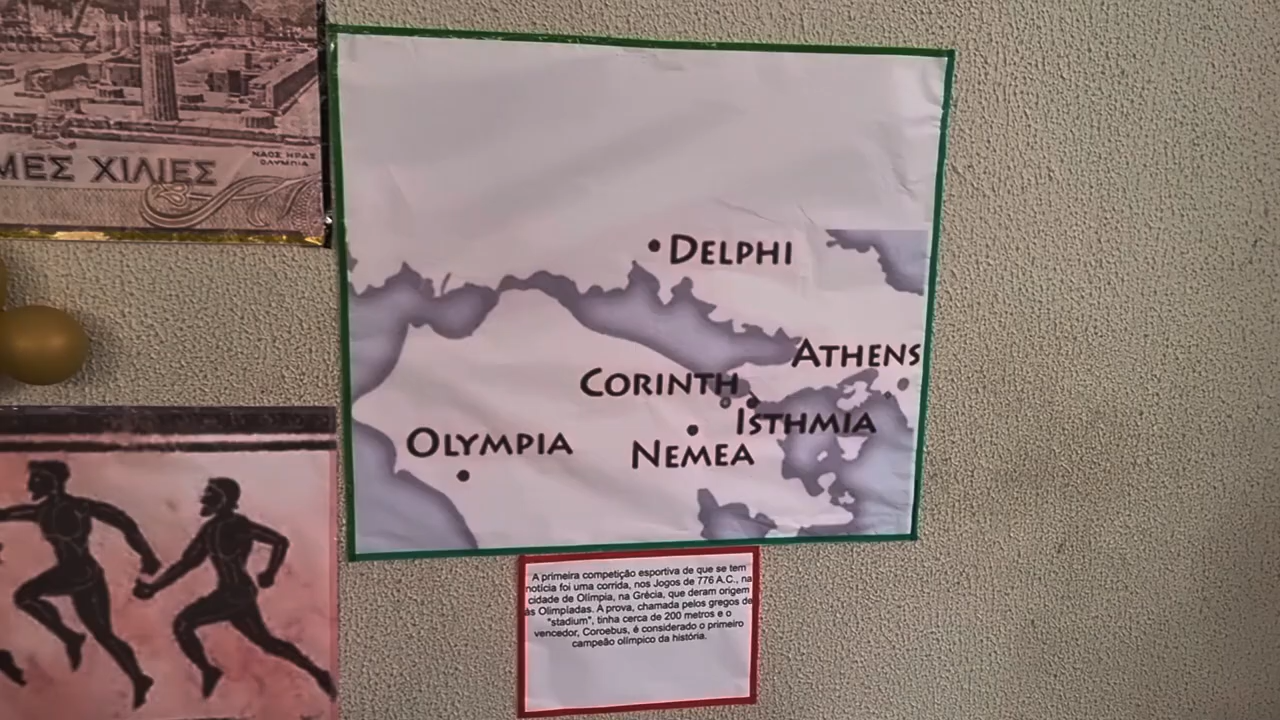 ΜΕΣ ΧΙΛΙΕΣ
ΝΑΟΣ ΗΡΑΣ
ΟΛΥΜΠΙΑ
DELPHI
ATHENS
CORINTH
ISTHMIA
OLYMPIA
NEMEA
A primeira competição esportiva de que se tem
notícia foi uma corrida, nos Jogos de 776 A.C., na
cidade de Olímpia, na Grécia, que deram origem
às Olimpíadas. A prova, chamada pelos gregos de
"stadium", tinha cerca de 200 metros e o
vencedor, Coroebus, é considerado o primeiro
campeão olímpico da história.